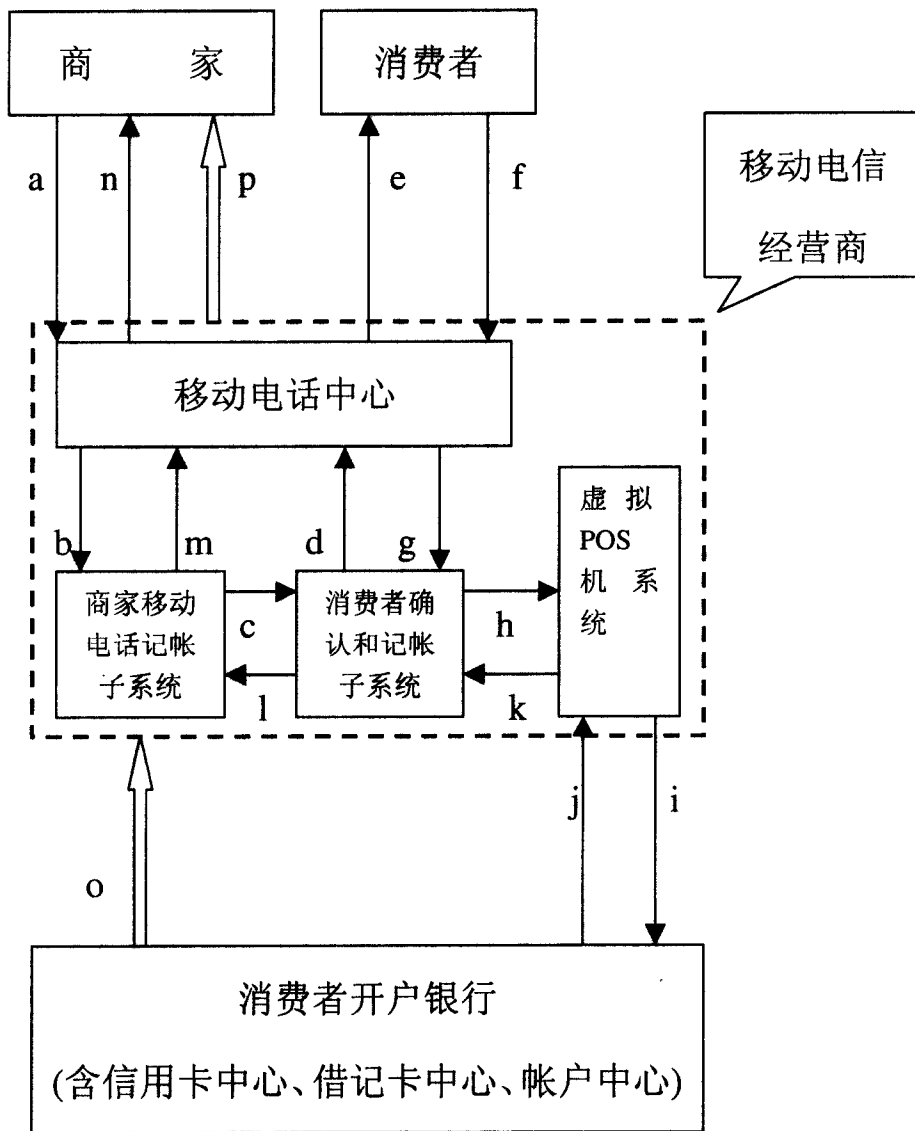 商 家
消费者
移动电信
经营商
a
n
p
e
f
移动电话中心
b
m
d
g
虚 拟
POS
机 系
统
商家移动
电话记帐
子系统
c
l
消费者确
认和记帐
子系统
h
k
j
i
o
消费者开户银行
(含信用卡中心、借记卡中心、帐户中心)